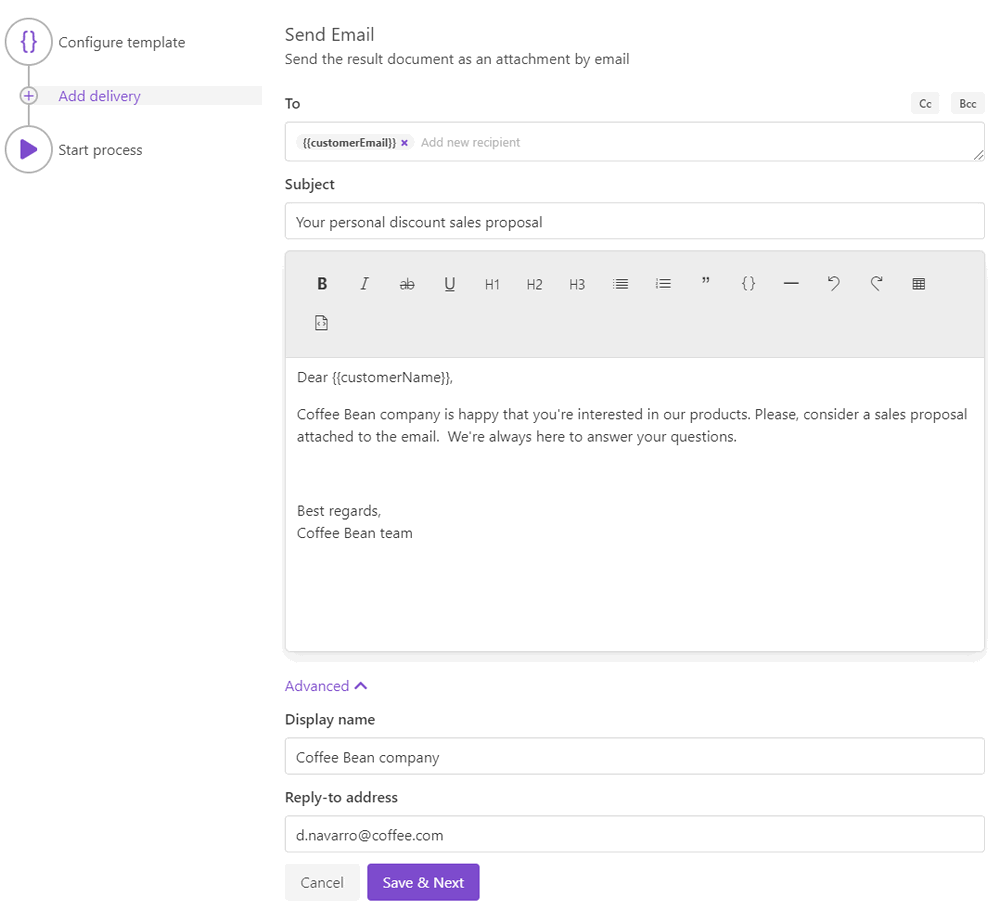 {} Configure template
Add delivery
Start process
Send Email
Send the result document as an attachment by email
To
Cc Bcc
{{customerEmail}} × Add new recipient
Subject
Your personal discount sales proposal
B I ab U H1 H2 H3 ” {} —
Dear {{customerName}},
Coffee Bean company is happy that you're interested in our products. Please, consider a sales proposal
attached to the email.  We're always here to answer your questions.
Best regards,
Coffee Bean team
Advanced
Display name
Coffee Bean company
Reply-to address
d.navarro@coffee.com
Cancel Save & Next